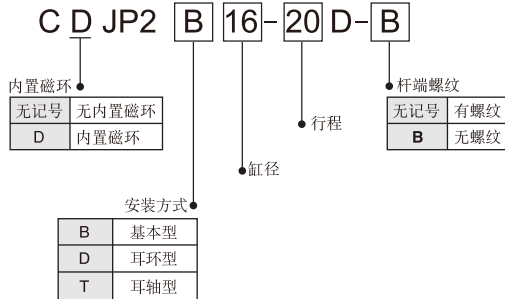 C D JP2 B 16-20 D-B
内置磁环
无记号 无内置磁环
D 内置磁环
杆端螺纹
无记号 有螺纹
B 无螺纹
行程
缸径
安装方式
B 基本型
D 耳环型
T 耳轴型